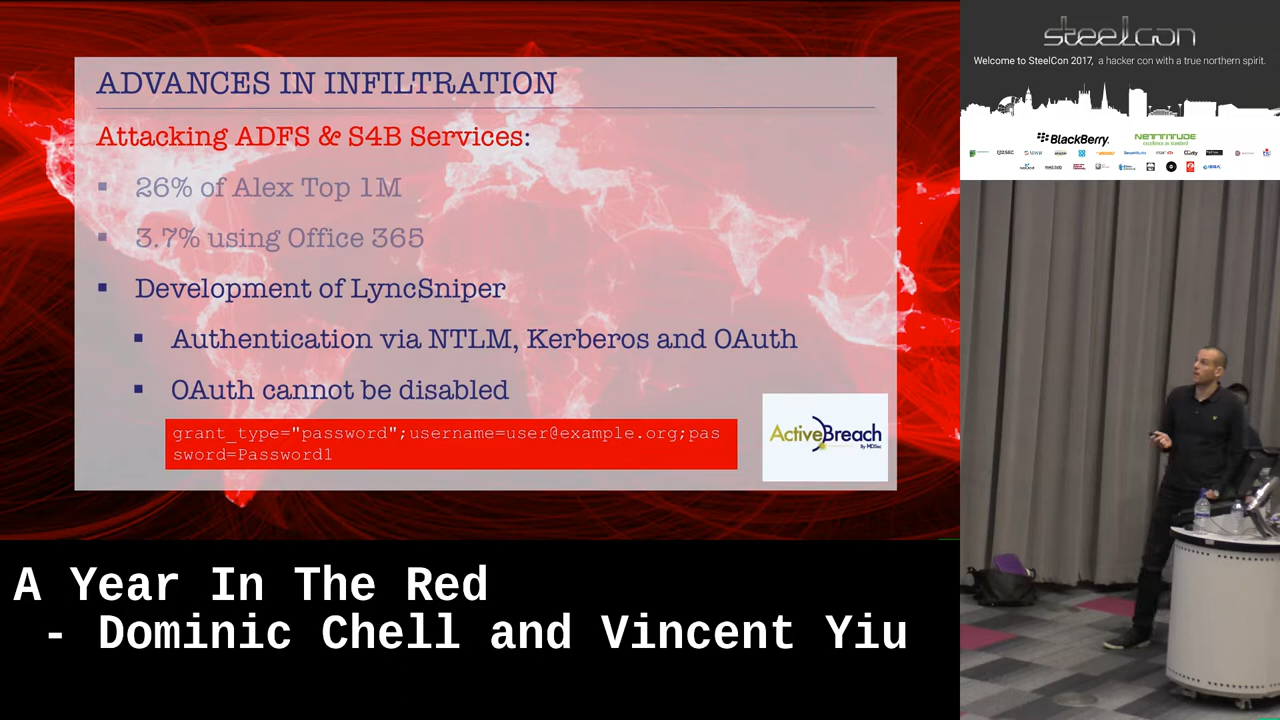 ADVANCES IN INFILTRATION
Attacking ADFS & S4B Services:
26% of Alex Top 1M
3.7% using Office 365
Development of LyncSniper
Authentication via NTLM, Kerberos and OAuth
OAuth cannot be disabled
grant_type="password";username=user@example.org;pas
sword=Password1
ActiveBreach
By MDSec
A Year In The Red
- Dominic Chell and Vincent Yiu
steelcon
Welcome to SteelCon 2017, a hacker con with a true northern spirit.
BlackBerry
NETTITUDE